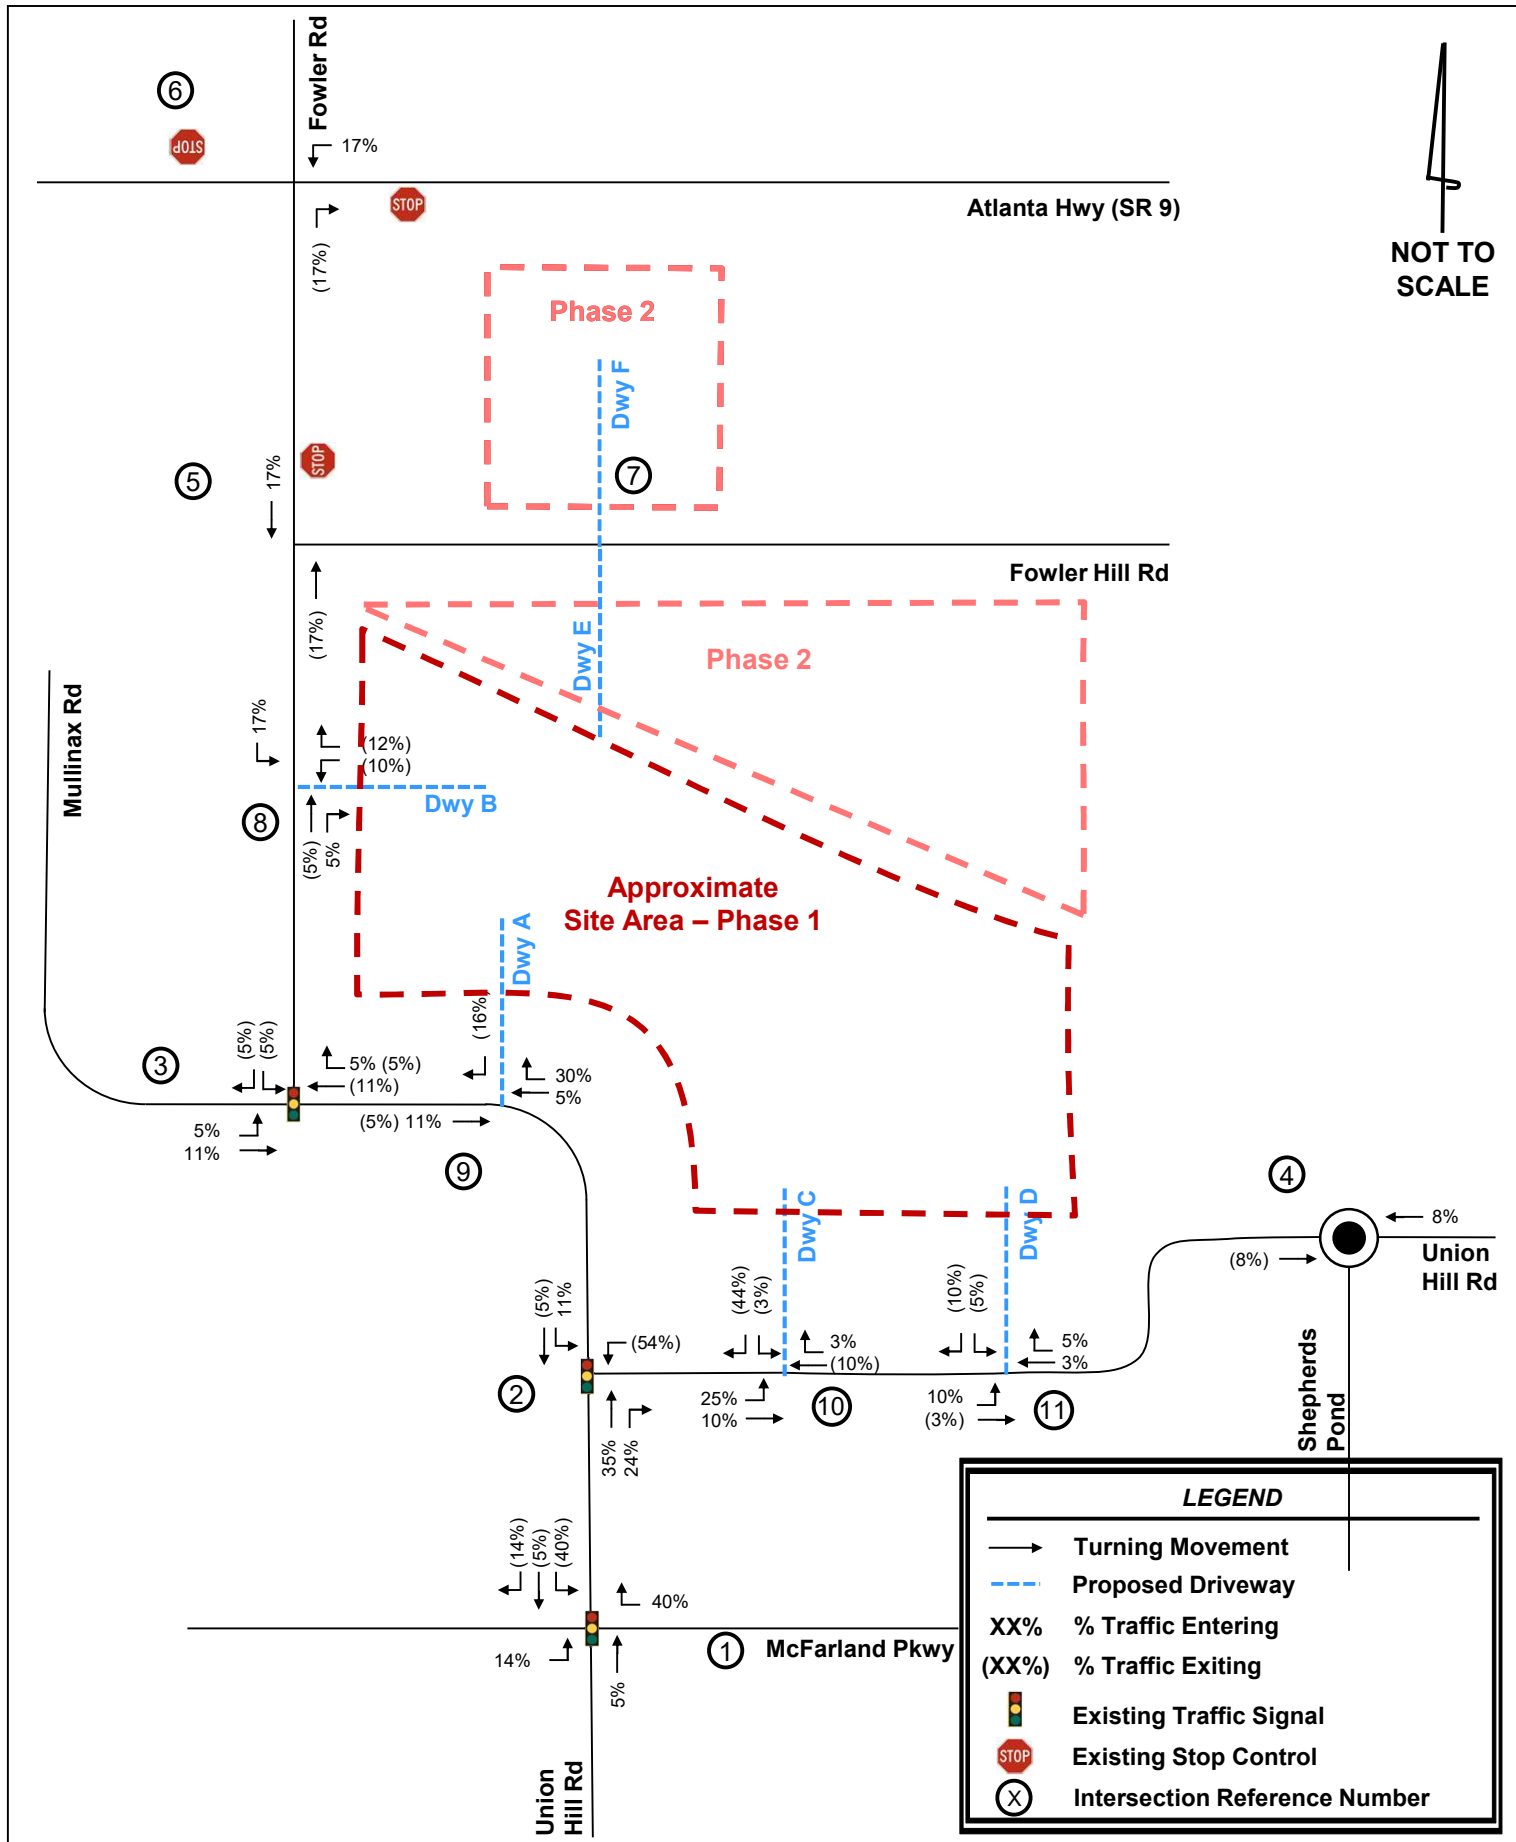 6
Fowler Rd
STOP
17%
STOP
Atlanta Hwy (SR 9)
(17%)
NOT TO
SCALE
Phase 2
Dwy F
5
17%
STOP
7
Fowler Hill Rd
(17%)
Dwy E
Phase 2
Mullinax Rd
17%
(12%)
(10%)
Dwy B
8
(5%)
5%
Approximate
Site Area – Phase 1
Dwy A
(16%)
3
(5%)
(5%)
5% (5%)
(11%)
30%
5%
5%
11%
(5%) 11%
9
4
8%
(8%)
Union
Hill Rd
Dwy C
Dwy D
(5%)
11%
(54%)
(44%)
(3%)
3%
(10%)
(10%)
(5%)
5%
3%
2
25%
10%
10
10%
(3%)
11
35%
24%
Shepherds
Pond
(14%)
(5%)
(40%)
40%
14%
5%
1
McFarland Pkwy
Union
Hill Rd
LEGEND
Turning Movement
Proposed Driveway
XX% % Traffic Entering
(XX%) % Traffic Exiting
Existing Traffic Signal
STOP Existing Stop Control
X Intersection Reference Number